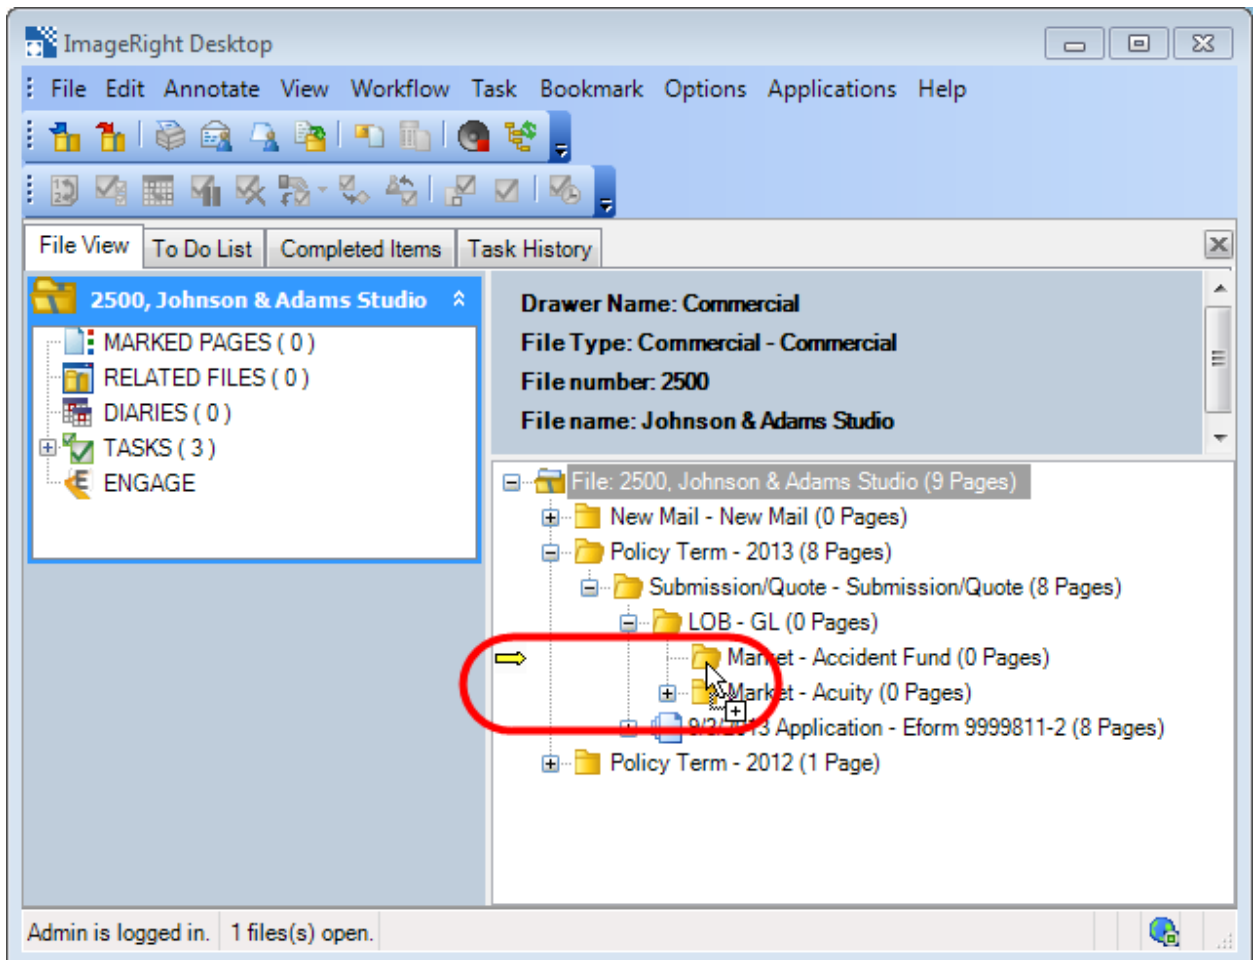 ImageRight Desktop
File Edit Annotate View Workflow Task Bookmark Options Applications Help
File View To Do List Completed Items Task History
2500, Johnson & Adams Studio
MARKED PAGES ( 0 )
RELATED FILES ( 0 )
DIARIES ( 0 )
TASKS ( 3 )
ENGAGE
Drawer Name: Commercial
File Type: Commercial - Commercial
File number: 2500
File name: Johnson & Adams Studio
File: 2500, Johnson & Adams Studio (9 Pages)
New Mail - New Mail (0 Pages)
Policy Term - 2013 (8 Pages)
Submission/Quote - Submission/Quote (8 Pages)
LOB - GL (0 Pages)
Market - Accident Fund (0 Pages)
Market - Acuity (0 Pages)
9/3/2013 Application - Eform 9999811-2 (8 Pages)
Policy Term - 2012 (1 Page)
Admin is logged in. 1 files(s) open.